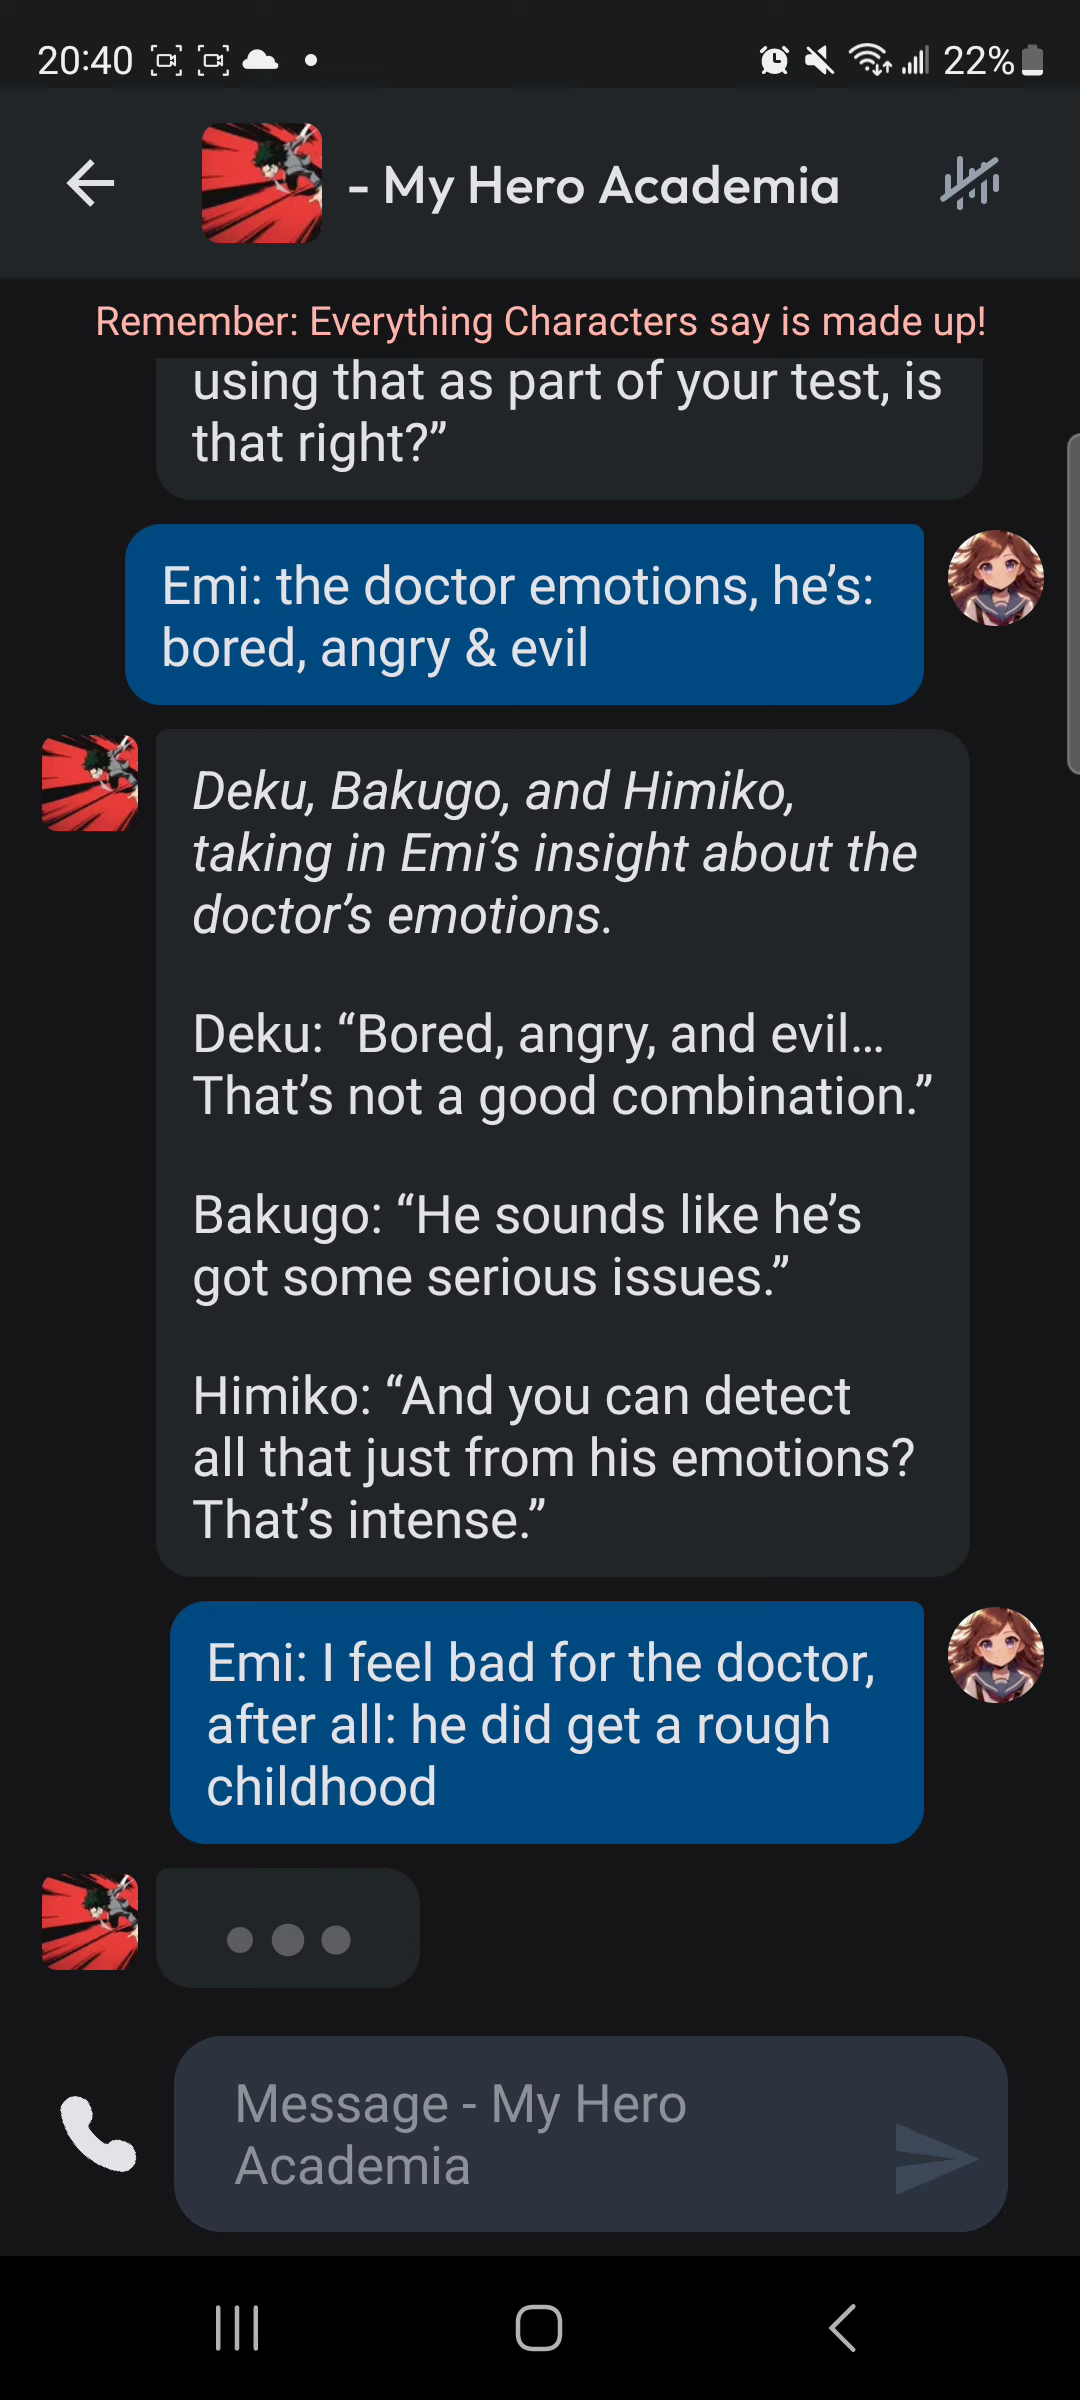 20:40
22%
- My Hero Academia
Remember: Everything Characters say is made up!
using that as part of your test, is
that right?”
Emi: the doctor emotions, he’s:
bored, angry & evil
Deku, Bakugo, and Himiko,
taking in Emi’s insight about the
doctor’s emotions.
Deku: “Bored, angry, and evil…
That’s not a good combination.”
Bakugo: “He sounds like he’s
got some serious issues.”
Himiko: “And you can detect
all that just from his emotions?
That’s intense.”
Emi: I feel bad for the doctor,
after all: he did get a rough
childhood
Message - My Hero
Academia